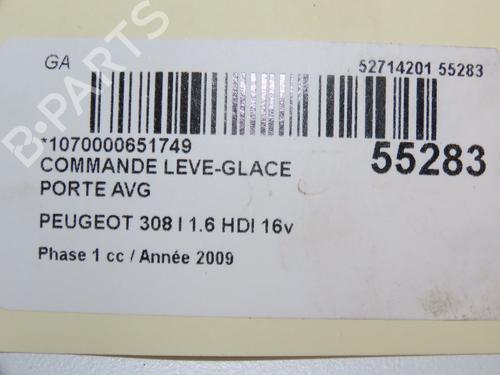 GA
52714201 55283
B-PARTS
*1070000651749
55283
COMMANDE LEVE-GLACE
PORTE AVG
PEUGEOT 308 I 1.6 HDI 16v
Phase 1 cc / Année 2009